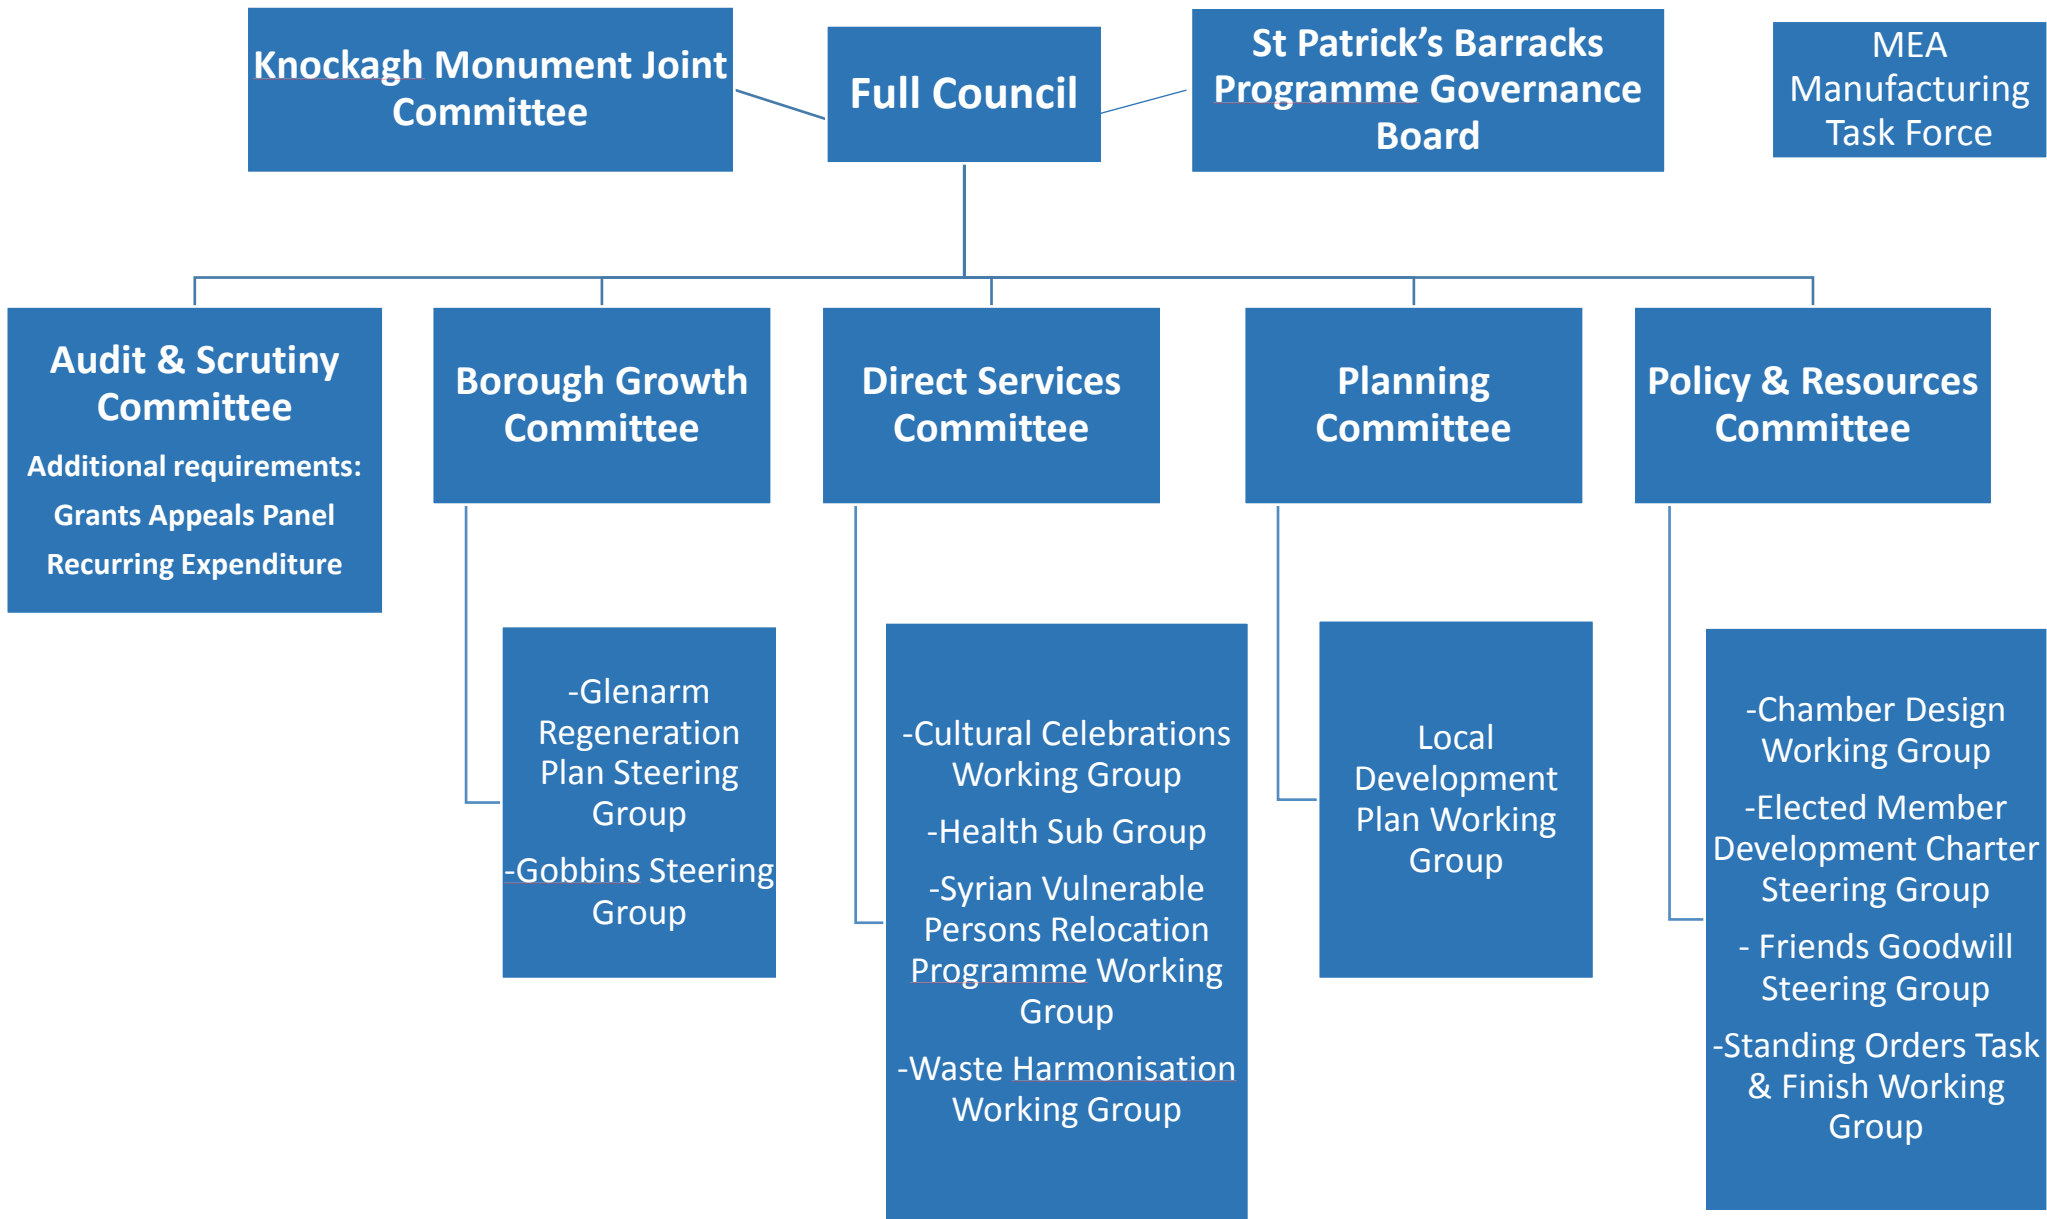 Knockagh Monument Joint
Committee
Full Council
St Patrick’s Barracks
Programme Governance
Board
MEA
Manufacturing
Task Force
Audit & Scrutiny
Committee
Additional requirements:
Grants Appeals Panel
Recurring Expenditure
Borough Growth
Committee
Direct Services
Committee
Planning
Committee
Policy & Resources
Committee
-Glenarm
Regeneration
Plan Steering
Group
-Gobbins Steering
Group
-Cultural Celebrations
Working Group
-Health Sub Group
-Syrian Vulnerable
Persons Relocation
Programme Working
Group
-Waste Harmonisation
Working Group
Local
Development
Plan Working
Group
-Chamber Design
Working Group
-Elected Member
Development Charter
Steering Group
- Friends Goodwill
Steering Group
-Standing Orders Task
& Finish Working
Group